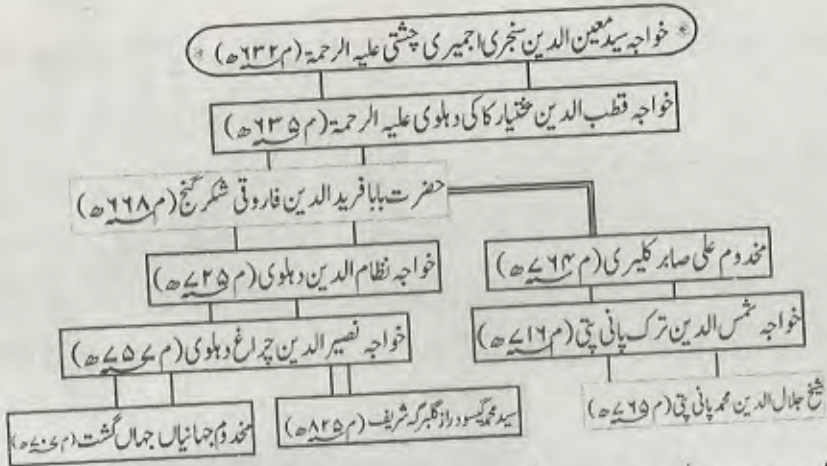 خواجہ سید معین الدین سنجری اجمیری چشتی علیہ الرحمۃ (م ۶۳۲ھ)
خواجہ قطب الدین بختیار کاکی دہلوی علیہ الرحمۃ (م ۶۳۵ھ)
حضرت بابا فرید الدین فاروقی شکر گنج (م ۶۶۸ھ)
مخدوم علی صابر کلیری (م ۷۶۴ھ)
خواجہ نظام الدین دہلوی (م ۷۲۵ھ)
خواجہ شمس الدین ترک پانی پتی (م ۷۱۶ھ)
خواجہ نصیر الدین چراغ دہلوی (م ۷۵۷ھ)
شیخ جلال الدین محمد پانی پتی (م ۷۶۵ھ)
سید محمد گیسودراز گلبرگہ شریف (م ۸۲۵ھ)
مخدوم جہانیاں جہاں گشت (م ۷۰۷ھ)